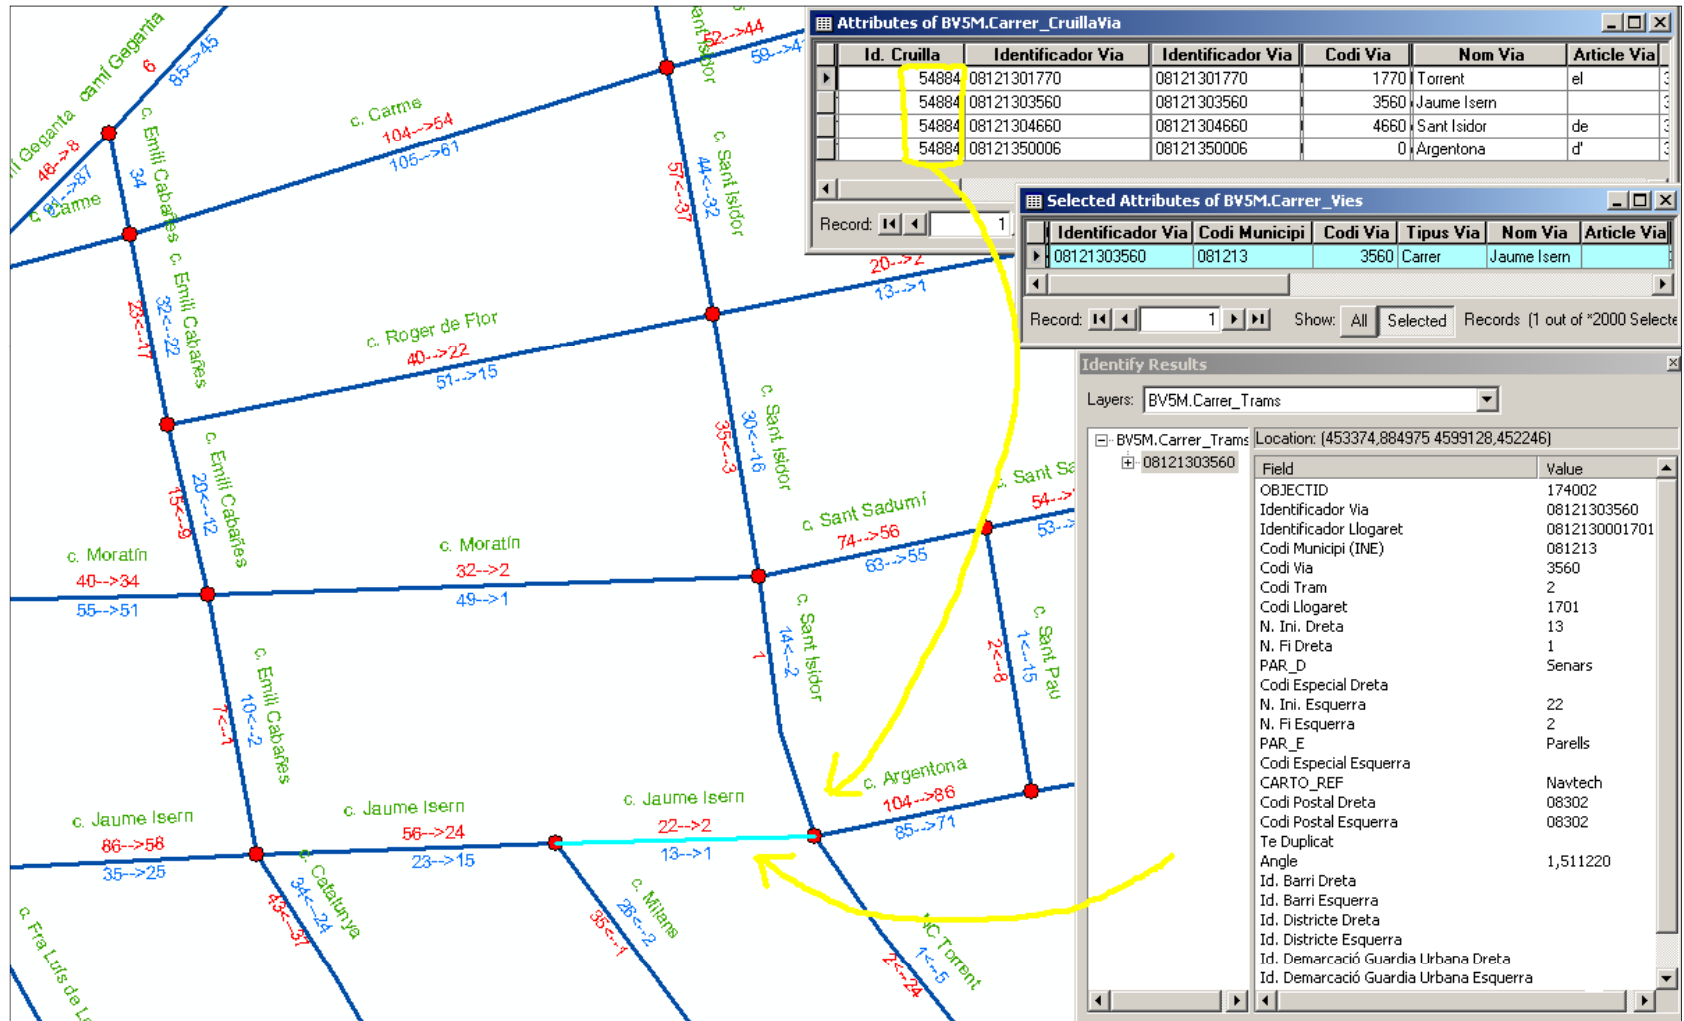 Attributes of BV5M.Carrer_CruillaVia
Id. Cruilla Identificador Via Identificador Via Codi Via Nom Via Article Via
54884 08121301770 08121301770 1770 Torrent el
54884 08121303560 08121303560 3560 Jaume Isern
54884 08121304660 08121304660 4660 Sant Isidor de
54884 08121350006 08121350006 0 Argentona d'
Record: 1
Selected Attributes of BV5M.Carrer_Vies
Identificador Via Codi Municipi Codi Via Tipus Via Nom Via Article Via
08121303560 081213 3560 Carrer Jaume Isern
Record: 1 Show: All Selected Records (1 out of *2000 Selecte
Identify Results
Layers: BV5M.Carrer_Trams
BV5M.Carrer_Trams
08121303560
Location: (453374,884975 4599128,452246)
Field Value
OBJECTID 174002
Identificador Via 08121303560
Identificador Llogaret 0812130001701
Codi Municipi (INE) 081213
Codi Via 3560
Codi Tram 2
Codi Llogaret 1701
N. Ini. Dreta 13
N. Fi Dreta 1
PAR_D Senars
Codi Especial Dreta
N. Ini. Esquerra 22
N. Fi Esquerra 2
PAR_E Parells
Codi Especial Esquerra
CARTO_REF Navtech
Codi Postal Dreta 08302
Codi Postal Esquerra 08302
Te Duplicat
Angle 1,511220
Id. Barri Dreta
Id. Barri Esquerra
Id. Districte Dreta
Id. Districte Esquerra
Id. Demarcació Guardia Urbana Dreta
Id. Demarcació Guardia Urbana Esquerra
camí Geganta
6
85-->45
46-->8
c. Carme
34
c. Emili Cabañes
c. Carme
104-->54
105-->61
52-->44
c. Sant Isidor
44<--32
57<--37
c. Emili Cabañes
32<--22
23<--17
20-->2
13-->1
c. Roger de Flor
40-->22
51-->15
c. Sant Isidor
30<--16
35<--3
c. Emili Cabañes
20<--12
15<--9
c. Sant Sadurní
74-->56
63-->55
c. Moratín
40-->34
55-->51
c. Moratín
32-->2
49-->1
c. Sant Isidor
14<--2
1
c. Sant Pau
1<--15
2<--8
c. Emili Cabañes
10<--2
7<--1
c. Argentona
104-->86
85-->71
c. Jaume Isern
86-->58
35-->25
c. Jaume Isern
56-->24
23-->15
c. Jaume Isern
22-->2
13-->1
c. Catalunya
34<--24
43<--37
c. Milans
26<--2
35<--1
NC Torrent
1<--5
2<--24